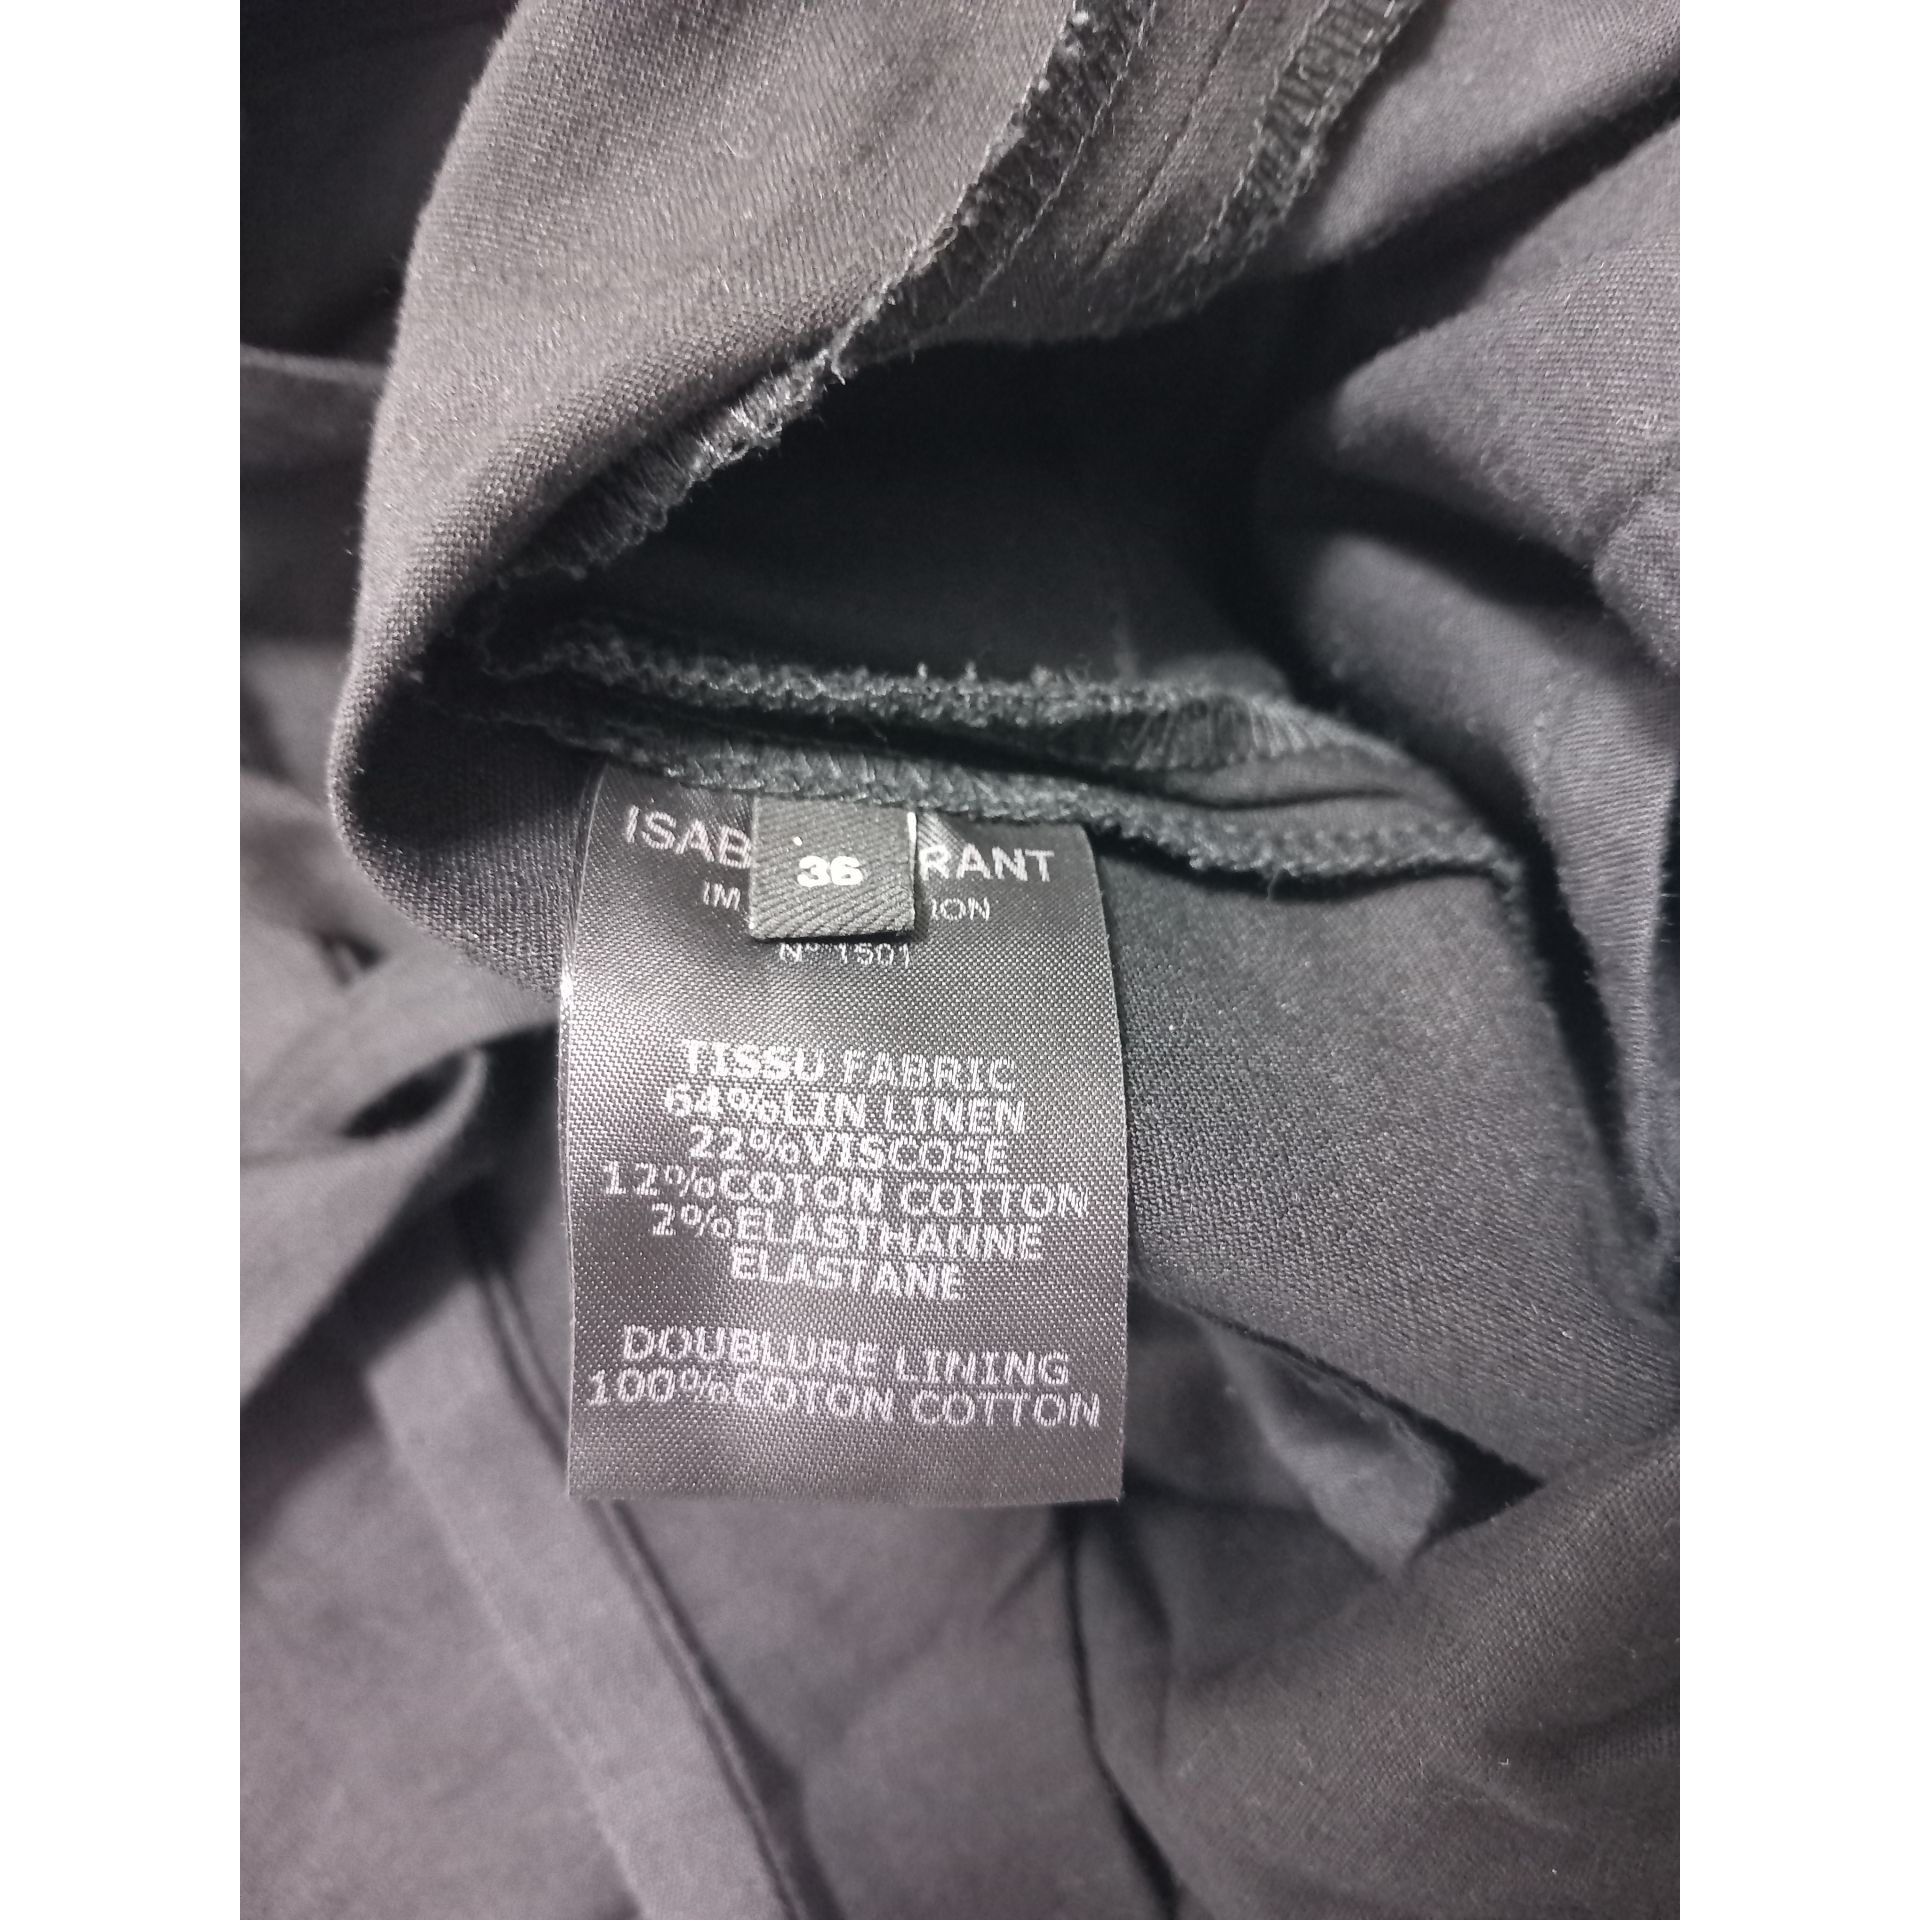 ISAB
RANT
36
IM
ION
N° 1501
TISSU FABRIC
64%LIN LINEN
22%VISCOSE
12%COTON COTTON
2%ELASTHANNE
ELASTANE
DOUBLURE LINING
100%COTON COTTON